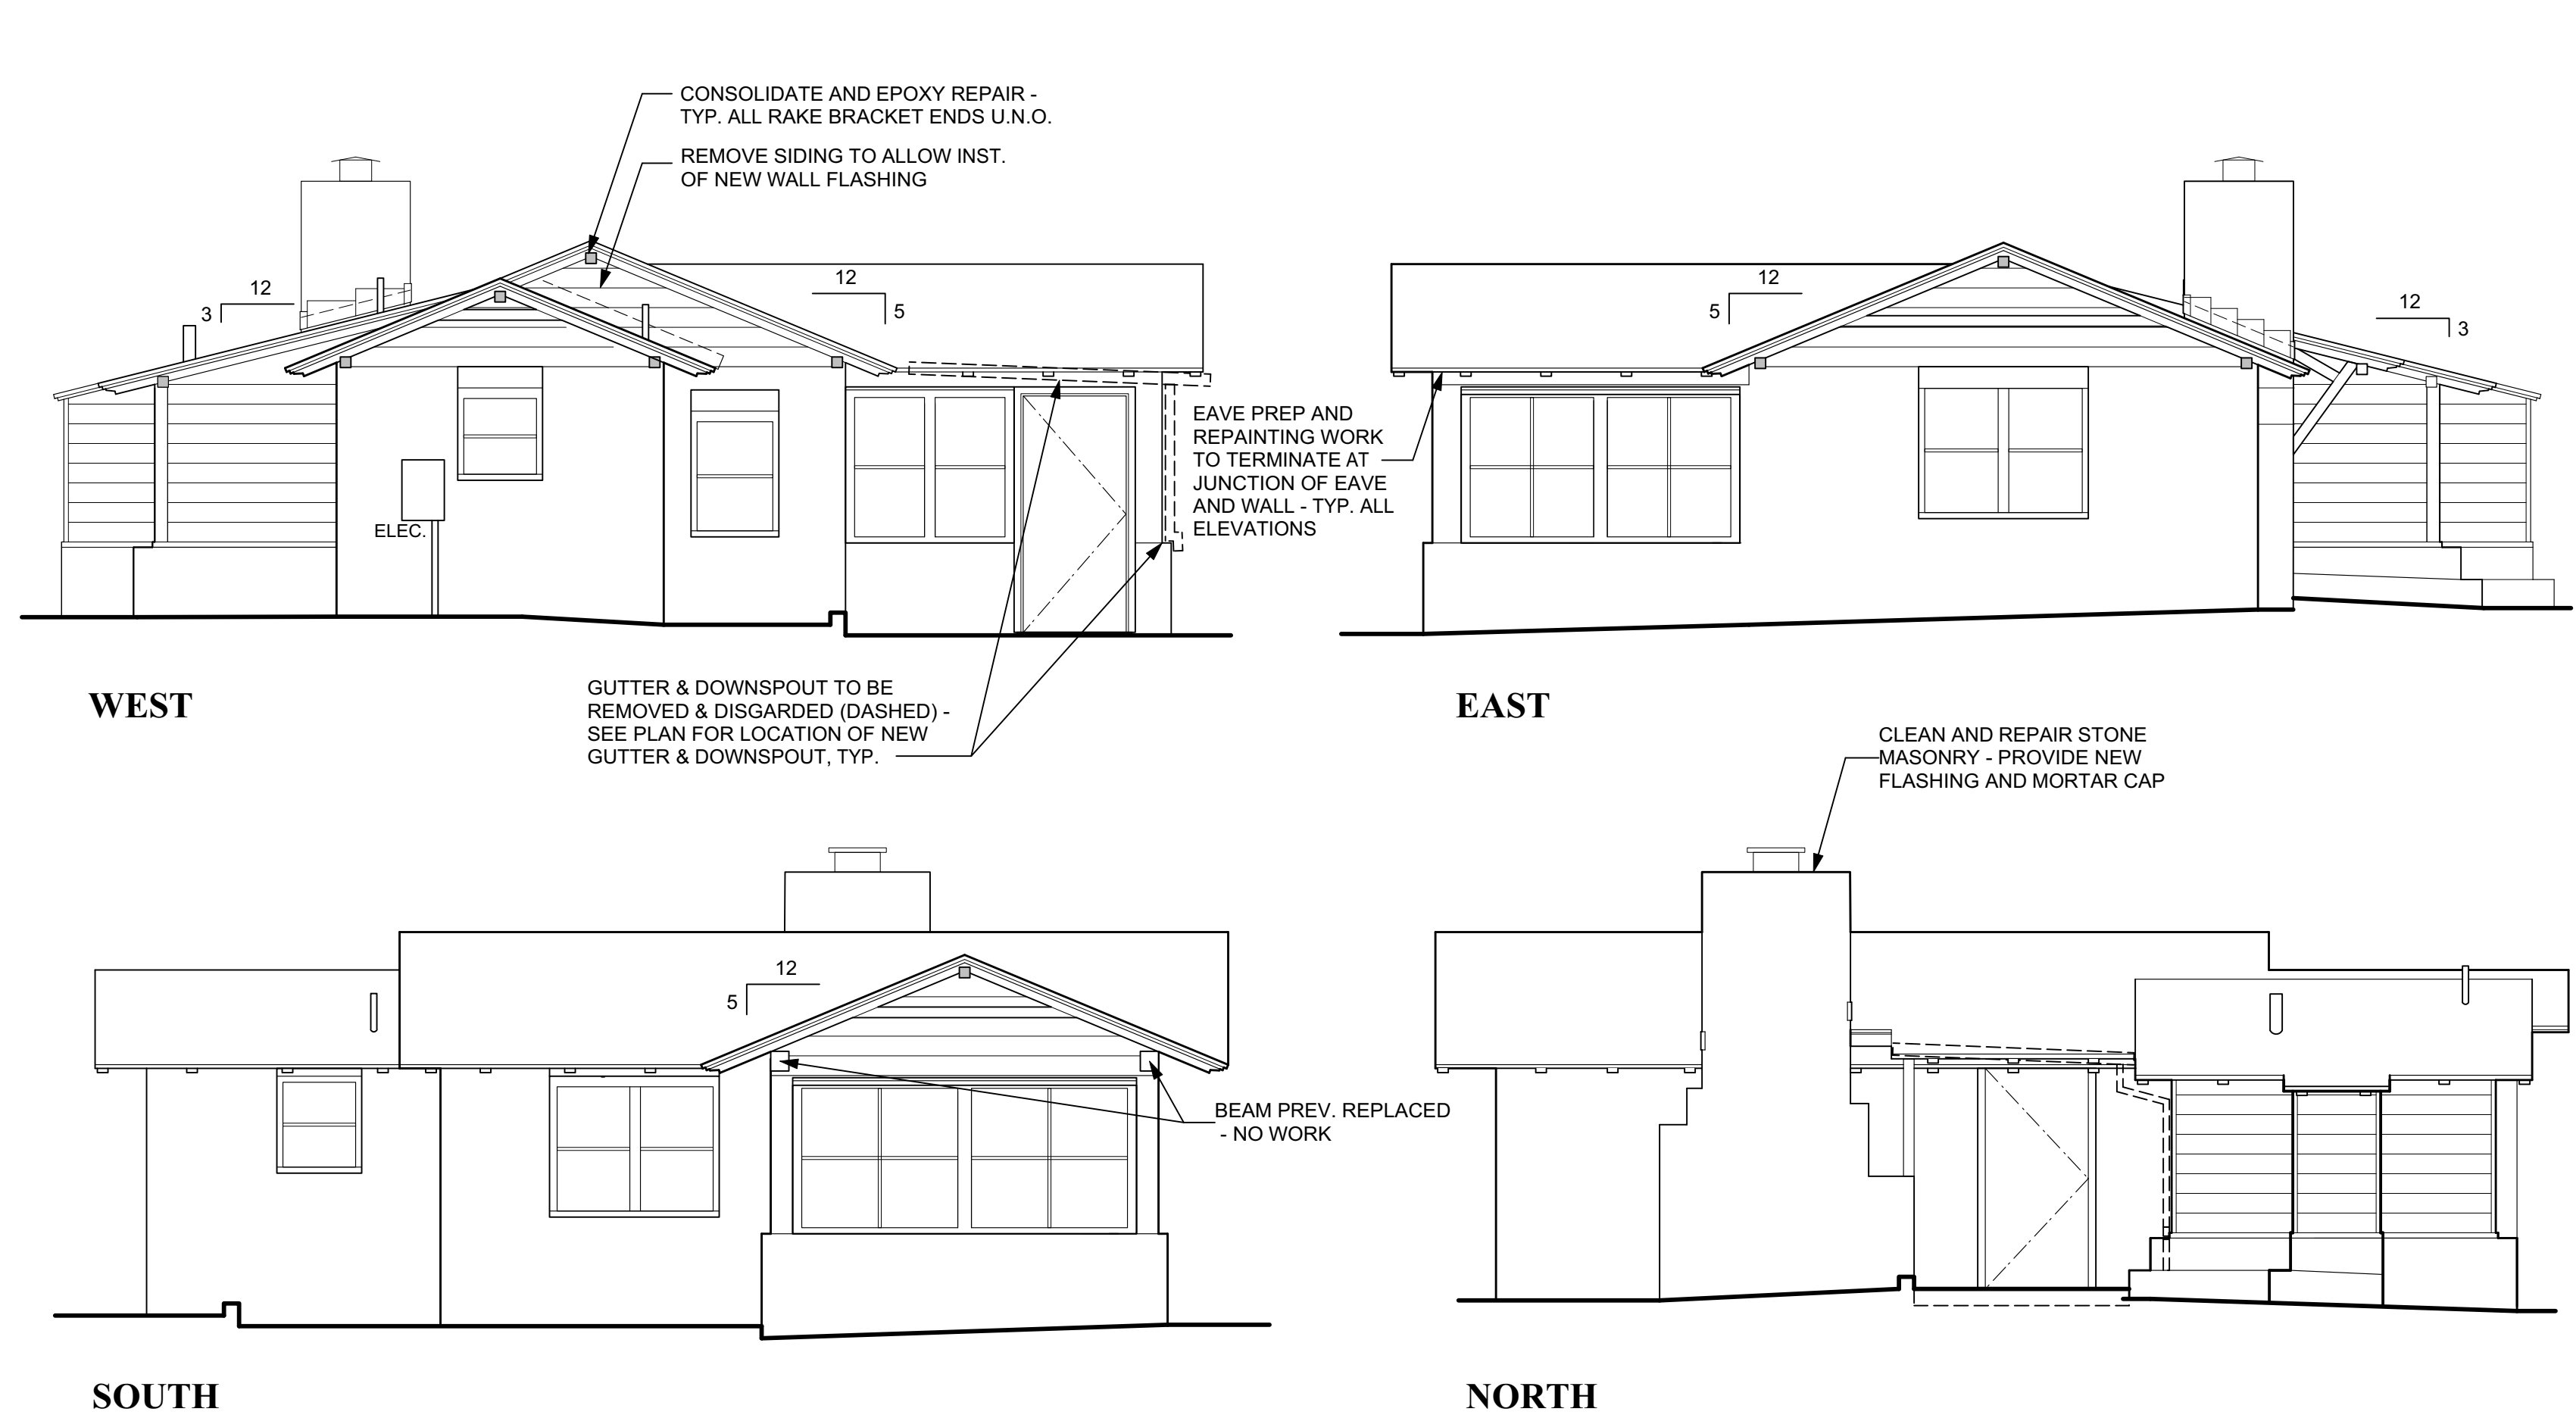 CONSOLIDATE AND EPOXY REPAIR -
TYP. ALL RAKE BRACKET ENDS U.N.O.
REMOVE SIDING TO ALLOW INST.
OF NEW WALL FLASHING
12
3
12
5
ELEC.
GUTTER & DOWNSPOUT TO BE
REMOVED & DISGARDED (DASHED) -
SEE PLAN FOR LOCATION OF NEW
GUTTER & DOWNSPOUT, TYP.
WEST
12
5
12
3
EAVE PREP AND
REPAINTING WORK
TO TERMINATE AT
JUNCTION OF EAVE
AND WALL - TYP. ALL
ELEVATIONS
EAST
12
5
BEAM PREV. REPLACED
- NO WORK
SOUTH
CLEAN AND REPAIR STONE
MASONRY - PROVIDE NEW
FLASHING AND MORTAR CAP
NORTH